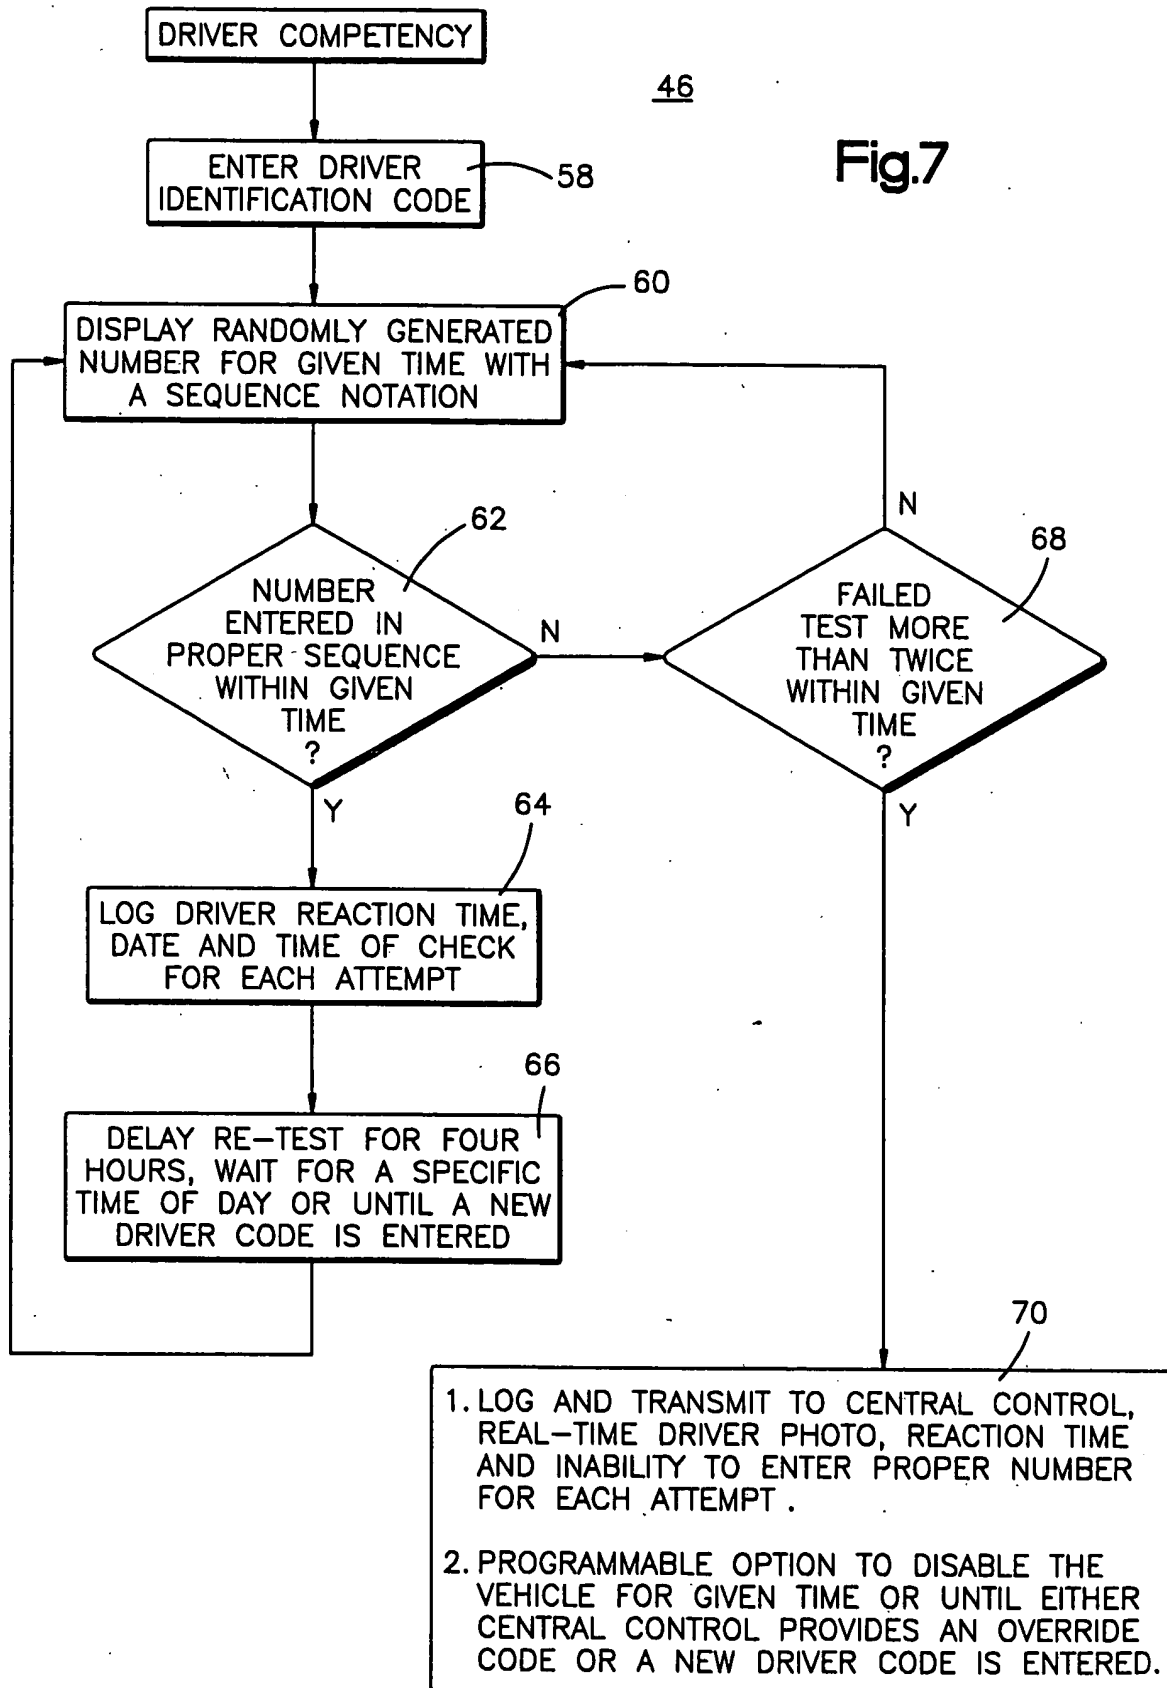 DRIVER COMPETENCY
46
Fig.7
ENTER DRIVER
IDENTIFICATION CODE
58
60
DISPLAY RANDOMLY GENERATED
NUMBER FOR GIVEN TIME WITH
A SEQUENCE NOTATION
62
NUMBER
ENTERED IN
PROPER SEQUENCE
WITHIN GIVEN
TIME
?
N
Y
N
68
FAILED
TEST MORE
THAN TWICE
WITHIN GIVEN
TIME
?
Y
64
LOG DRIVER REACTION TIME,
DATE AND TIME OF CHECK
FOR EACH ATTEMPT
66
DELAY RE-TEST FOR FOUR
HOURS, WAIT FOR A SPECIFIC
TIME OF DAY OR UNTIL A NEW
DRIVER CODE IS ENTERED
70
1. LOG AND TRANSMIT TO CENTRAL CONTROL,
REAL-TIME DRIVER PHOTO, REACTION TIME
AND INABILITY TO ENTER PROPER NUMBER
FOR EACH ATTEMPT.
2. PROGRAMMABLE OPTION TO DISABLE THE
VEHICLE FOR GIVEN TIME OR UNTIL EITHER
CENTRAL CONTROL PROVIDES AN OVERRIDE
CODE OR A NEW DRIVER CODE IS ENTERED.